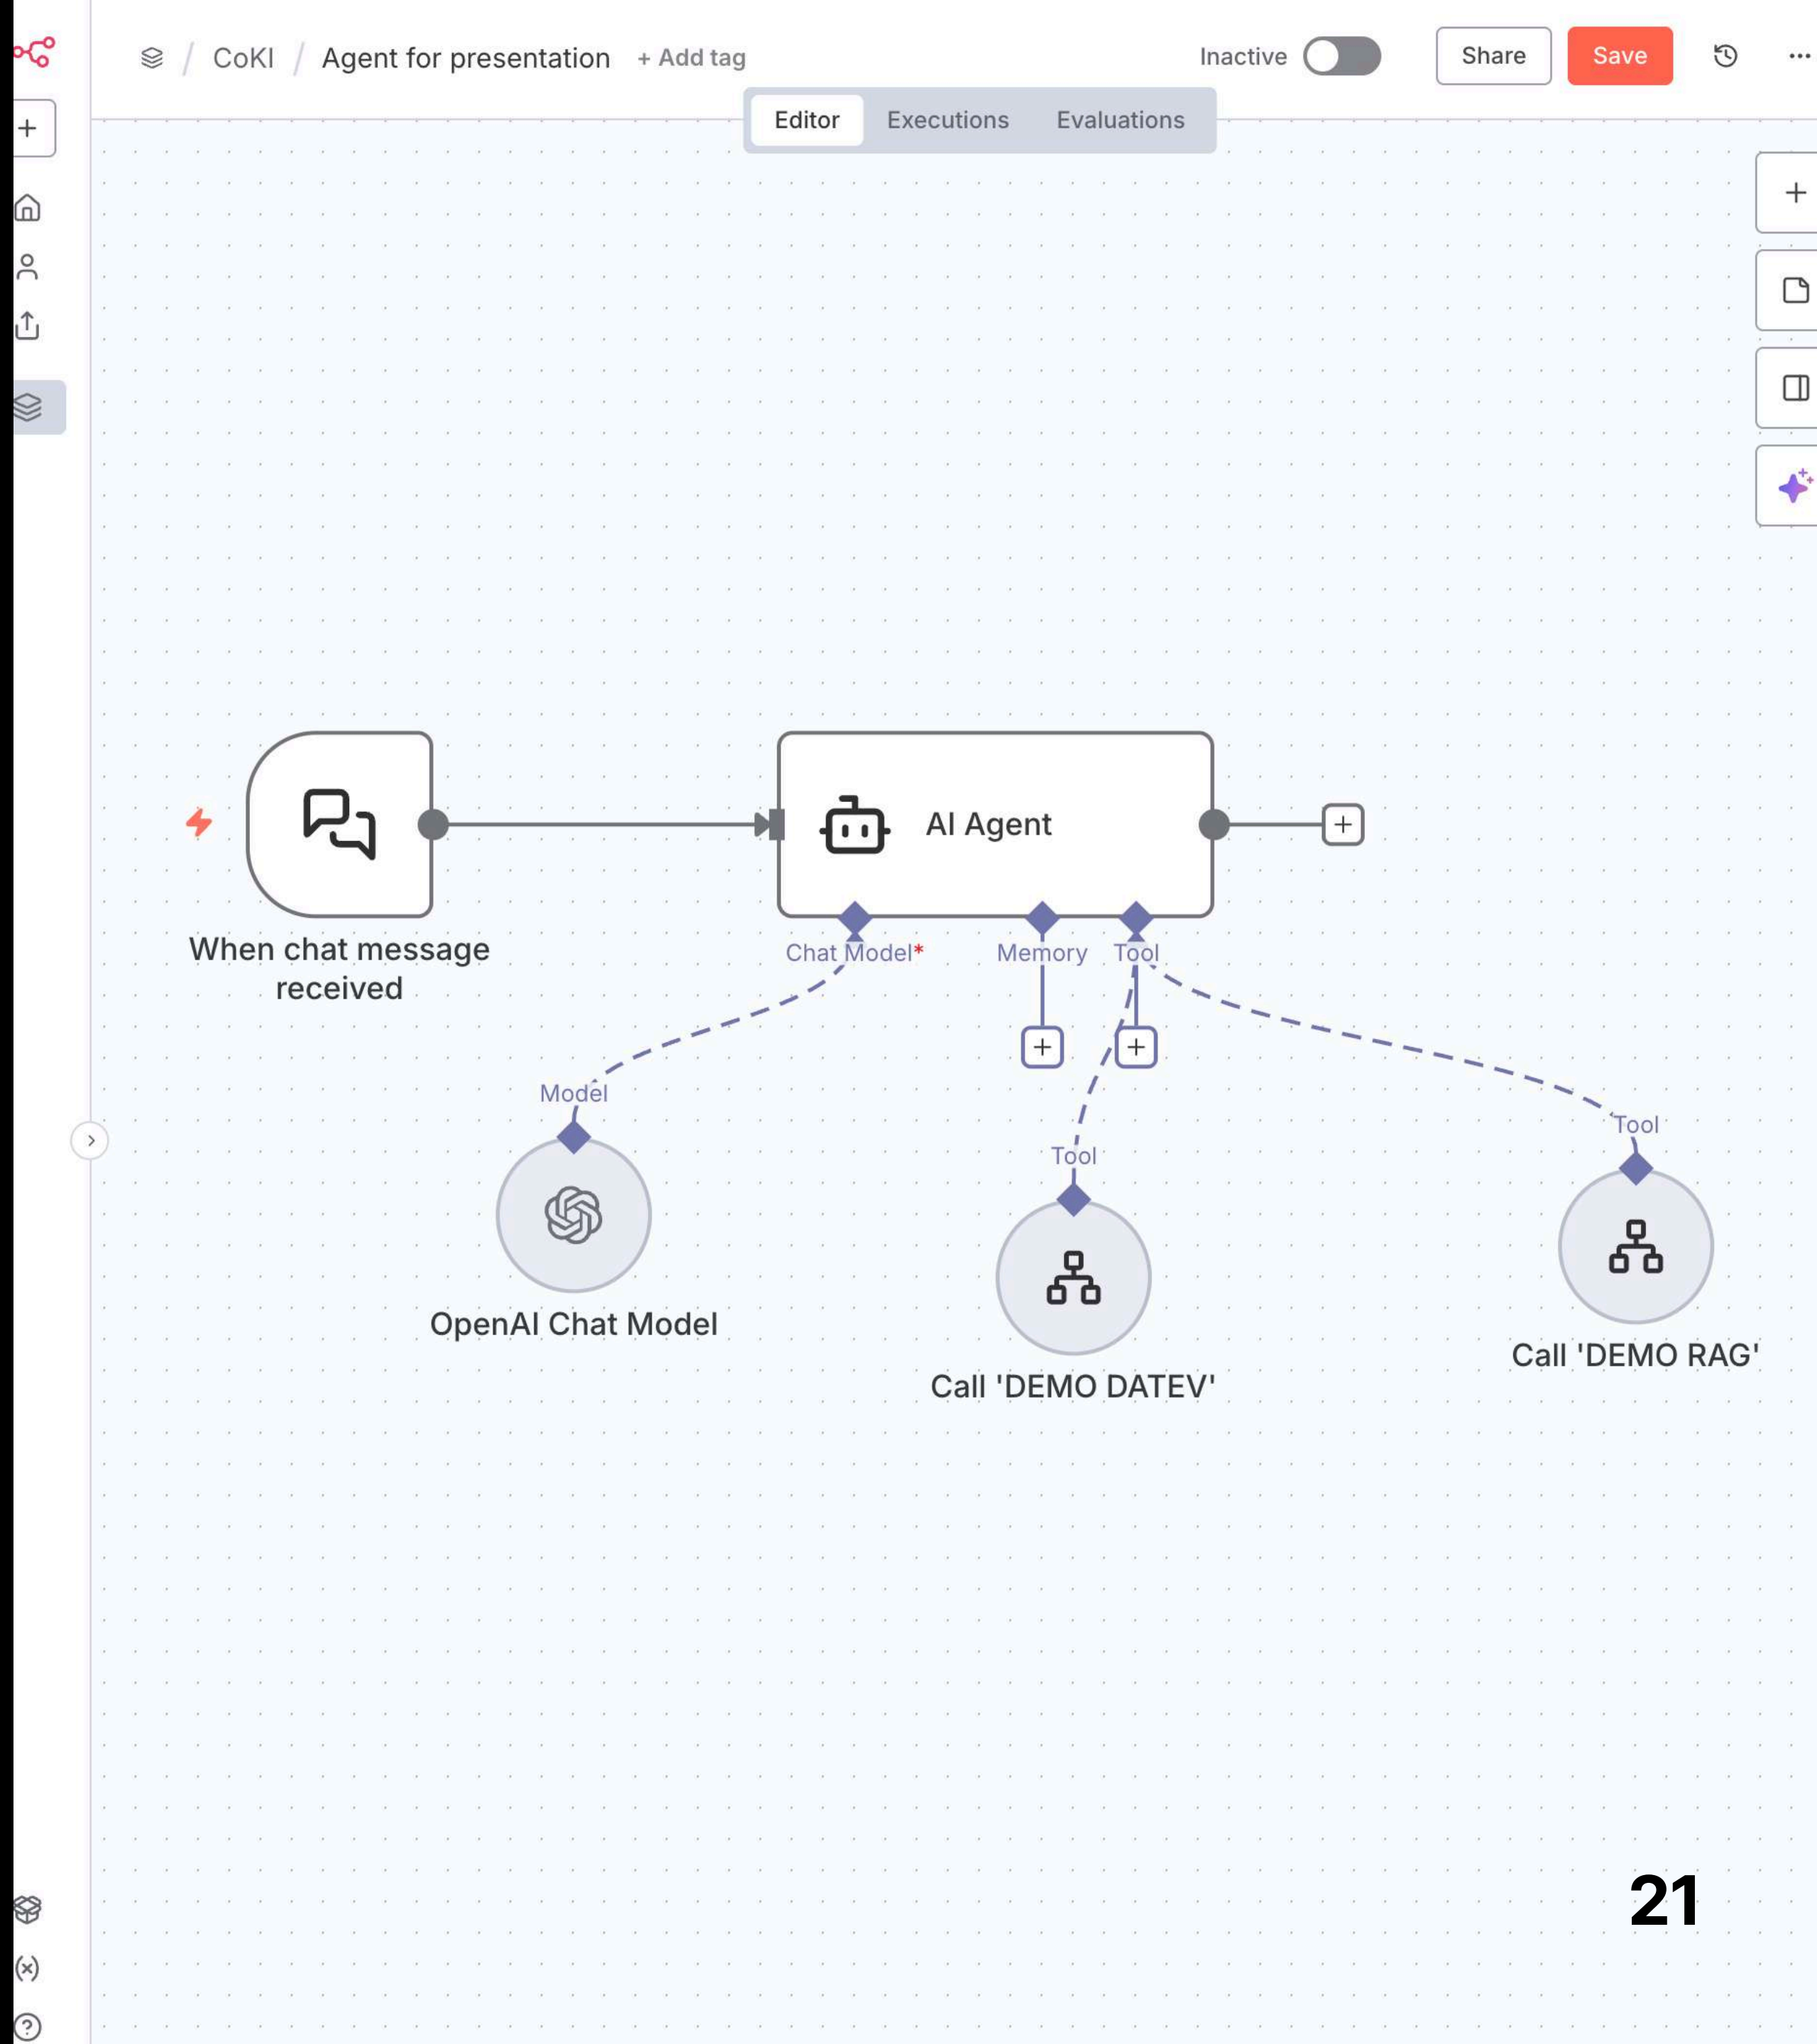 CoKI / Agent for presentation + Add tag
Inactive
Share
Save
Editor
Executions
Evaluations
AI Agent
When chat message
received
Chat Model*
Memory
Tool
Model
Tool
Tool
OpenAI Chat Model
Call 'DEMO DATEV'
Call 'DEMO RAG'
21